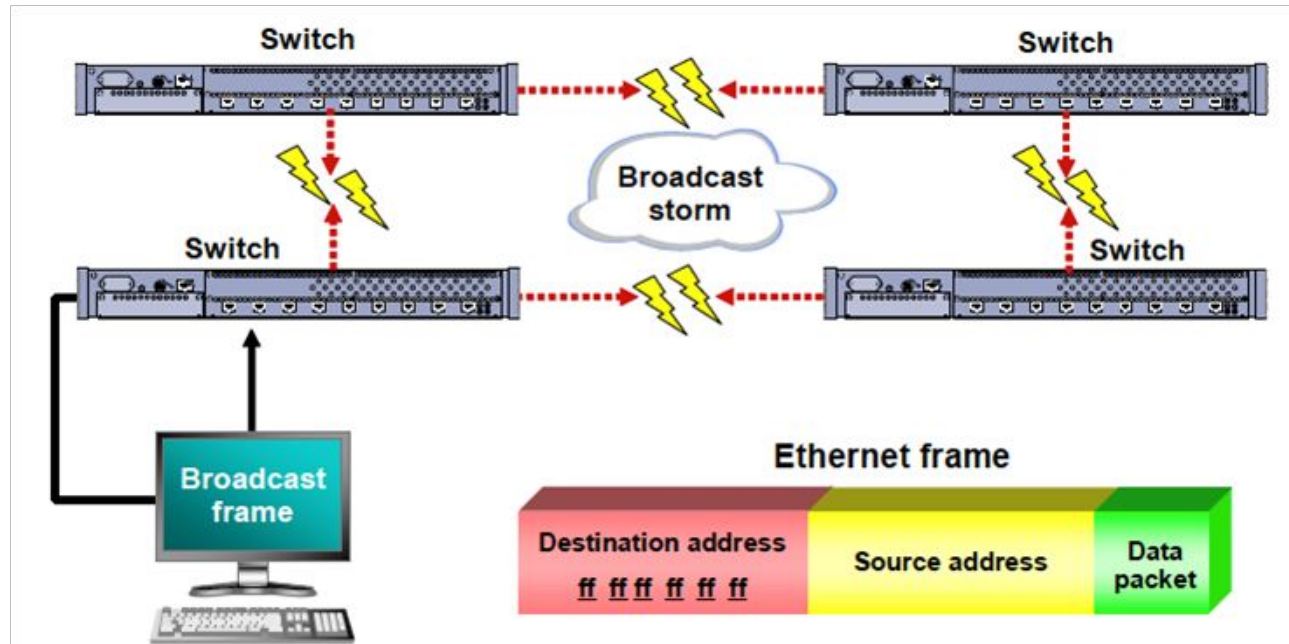 Switch
Switch
Broadcast
storm
Switch
Switch
Broadcast
frame
Ethernet frame
Destination address
ff ff ff ff ff ff
Source address
Data
packet